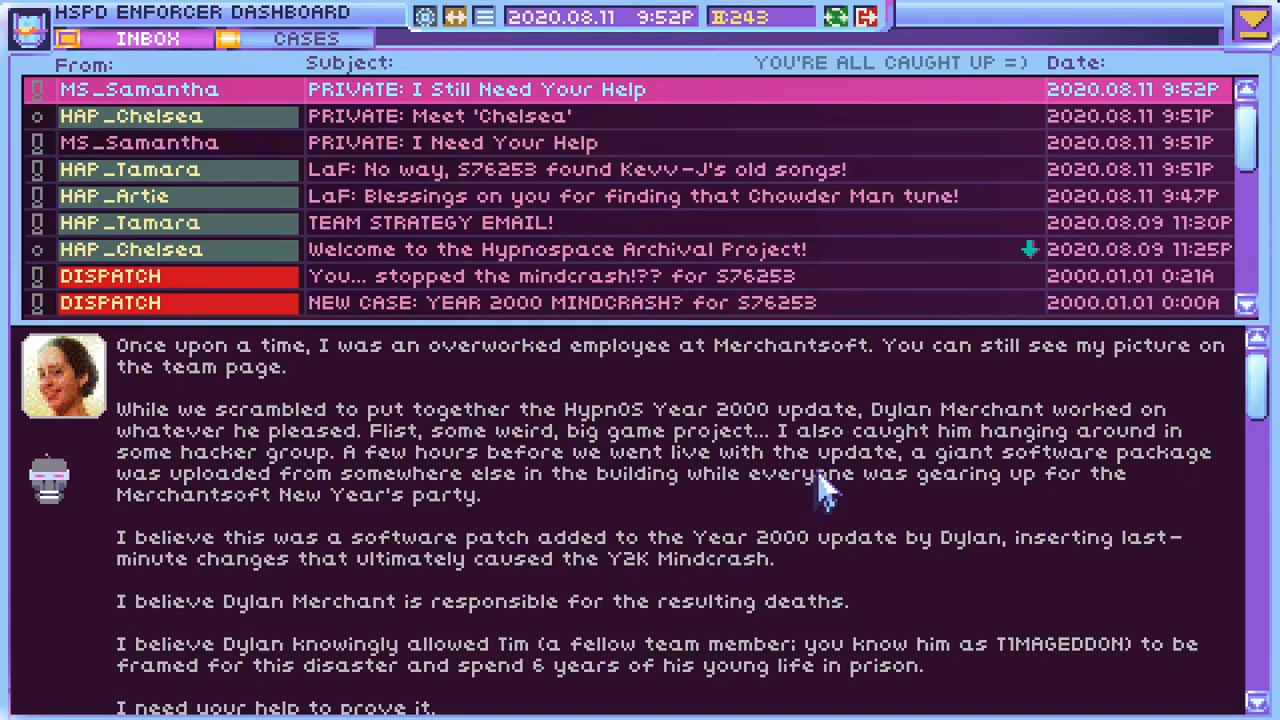 HSPD ENFORCER DASHBOARD
2020.08.11 9:52P
243
INBOX
CASES
From:
Subject:
YOU'RE ALL CAUGHT UP =)
Date:
MS_Samantha PRIVATE: I Still Need Your Help 2020.08.11 9:52P
HAP_Chelsea PRIVATE: Meet 'Chelsea' 2020.08.11 9:51P
MS_Samantha PRIVATE: I Need Your Help 2020.08.11 9:51P
HAP_Tamara LaF: No way, S76253 found Kevv-J's old songs! 2020.08.11 9:51P
HAP_Artie LaF: Blessings on you for finding that Chowder Man tune! 2020.08.11 9:47P
HAP_Tamara TEAM STRATEGY EMAIL! 2020.08.09 11:30P
HAP_Chelsea Welcome to the Hypnospace Archival Project! 2020.08.09 11:25P
DISPATCH You... stopped the mindcrash!?? for S76253 2000.01.01 0:21A
DISPATCH NEW CASE: YEAR 2000 MINDCRASH? for S76253 2000.01.01 0:00A
Once upon a time, I was an overworked employee at Merchantsoft. You can still see my picture on
the team page.
While we scrambled to put together the HypnOS Year 2000 update, Dylan Merchant worked on
whatever he pleased. Flist, some weird, big game project... I also caught him hanging around in
some hacker group. A few hours before we went live with the update, a giant software package
was uploaded from somewhere else in the building while everyone was gearing up for the
Merchantsoft New Year's party.
I believe this was a software patch added to the Year 2000 update by Dylan, inserting last-
minute changes that ultimately caused the Y2K Mindcrash.
I believe Dylan Merchant is responsible for the resulting deaths.
I believe Dylan knowingly allowed Tim (a fellow team member; you know him as T1MAGEDDON) to be
framed for this disaster and spend 6 years of his young life in prison.
I need your help to prove it.